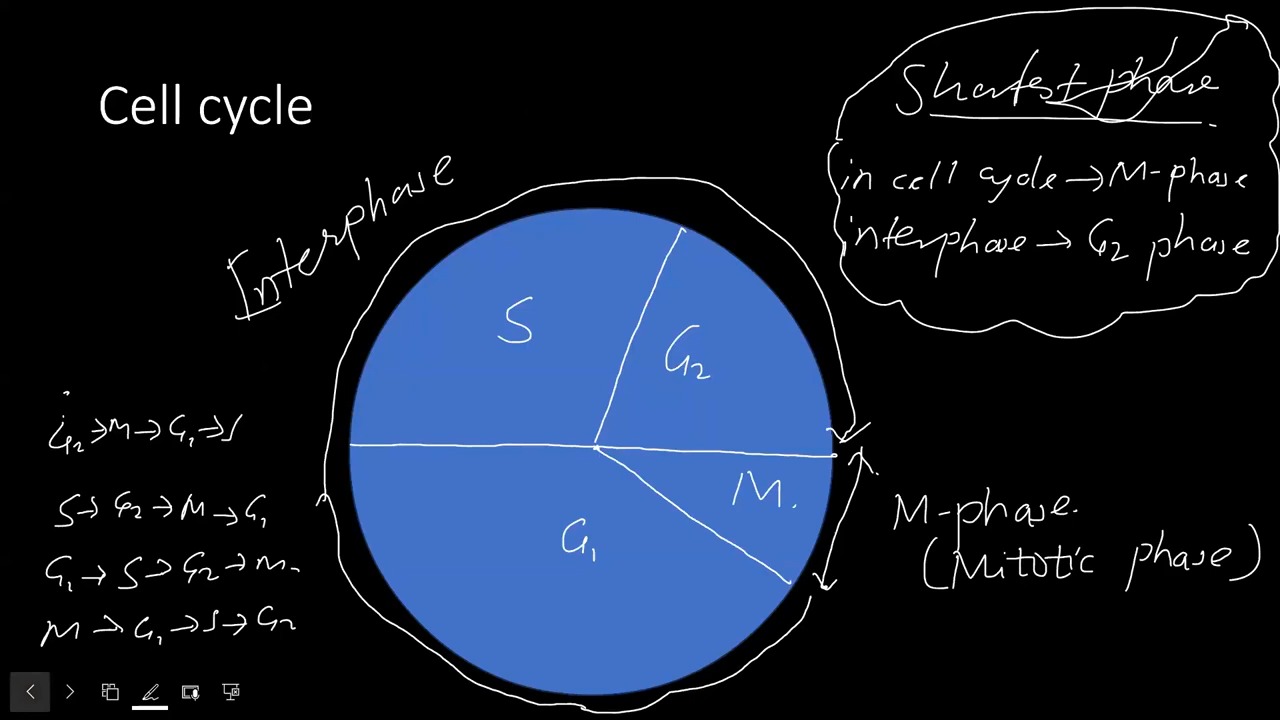 Cell cycle
Shortest phase
in cell cycle → M-phase
interphase → G₂ phase
Interphase
S
G₂
M.
G₁
M-phase.
(Mitotic phase)
G₂ → M → G₁ → S
S → G₂ → M → G₁
G₁ → S → G₂ → M
M → G₁ → S → G₂